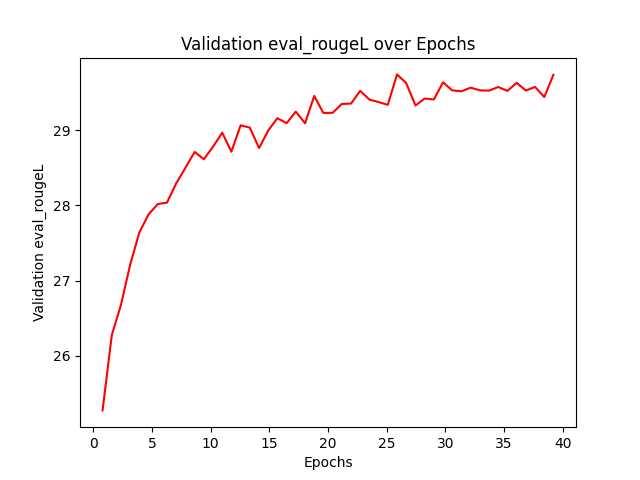 Validation eval_rougeL over Epochs
Validation eval_rougeL
29
28
27
26
0 5 10 15 20 25 30 35 40
Epochs